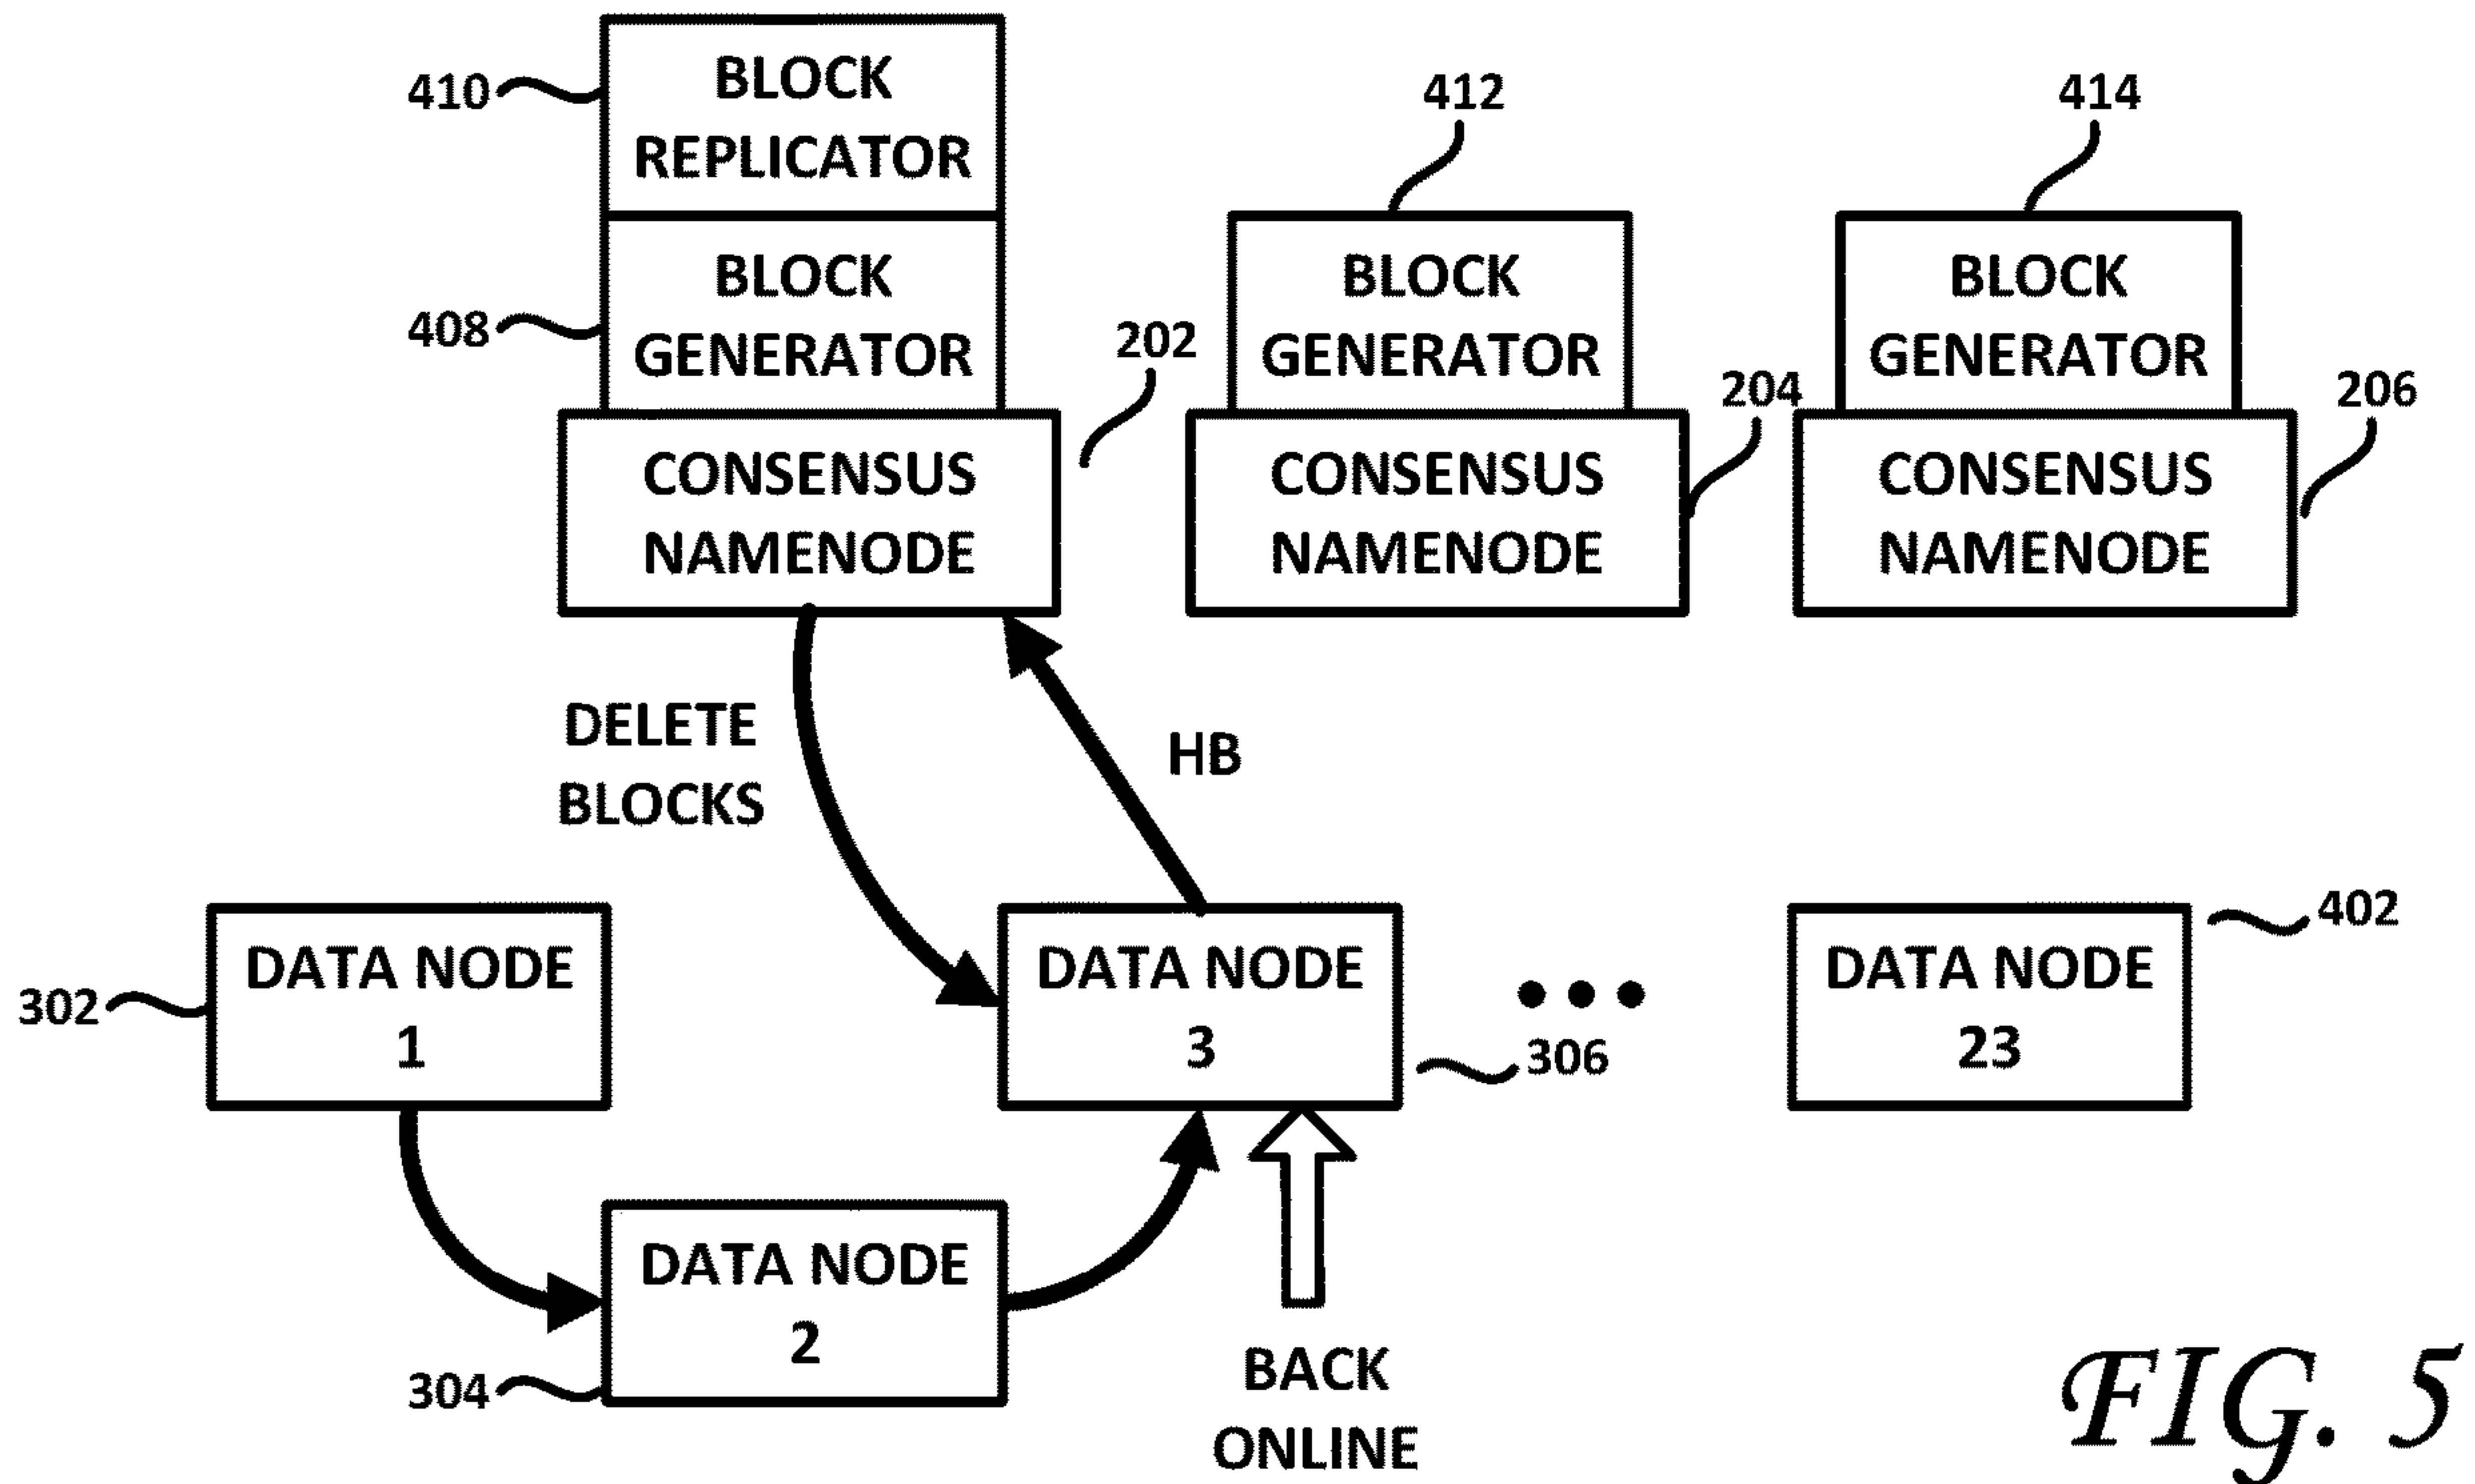 410
BLOCK
REPLICATOR
412
414
408
BLOCK
GENERATOR
202
BLOCK
GENERATOR
204
BLOCK
GENERATOR
206
CONSENSUS
NAMENODE
CONSENSUS
NAMENODE
CONSENSUS
NAMENODE
DELETE
BLOCKS
HB
302
DATA NODE
1
DATA NODE
3
306
DATA NODE
23
402
304
DATA NODE
2
BACK
ONLINE
FIG. 5